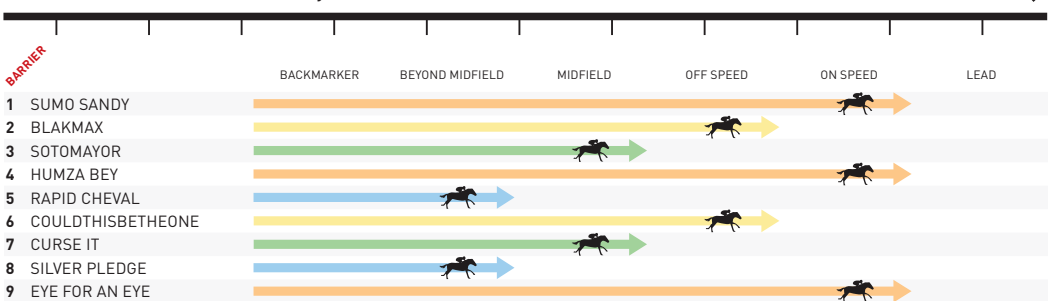 BARRIER
BACKMARKER BEYOND MIDFIELD MIDFIELD OFF SPEED ON SPEED LEAD
1 SUMO SANDY
2 BLAKMAX
3 SOTOMAYOR
4 HUMZA BEY
5 RAPID CHEVAL
6 COULDTHISBETHEONE
7 CURSE IT
8 SILVER PLEDGE
9 EYE FOR AN EYE